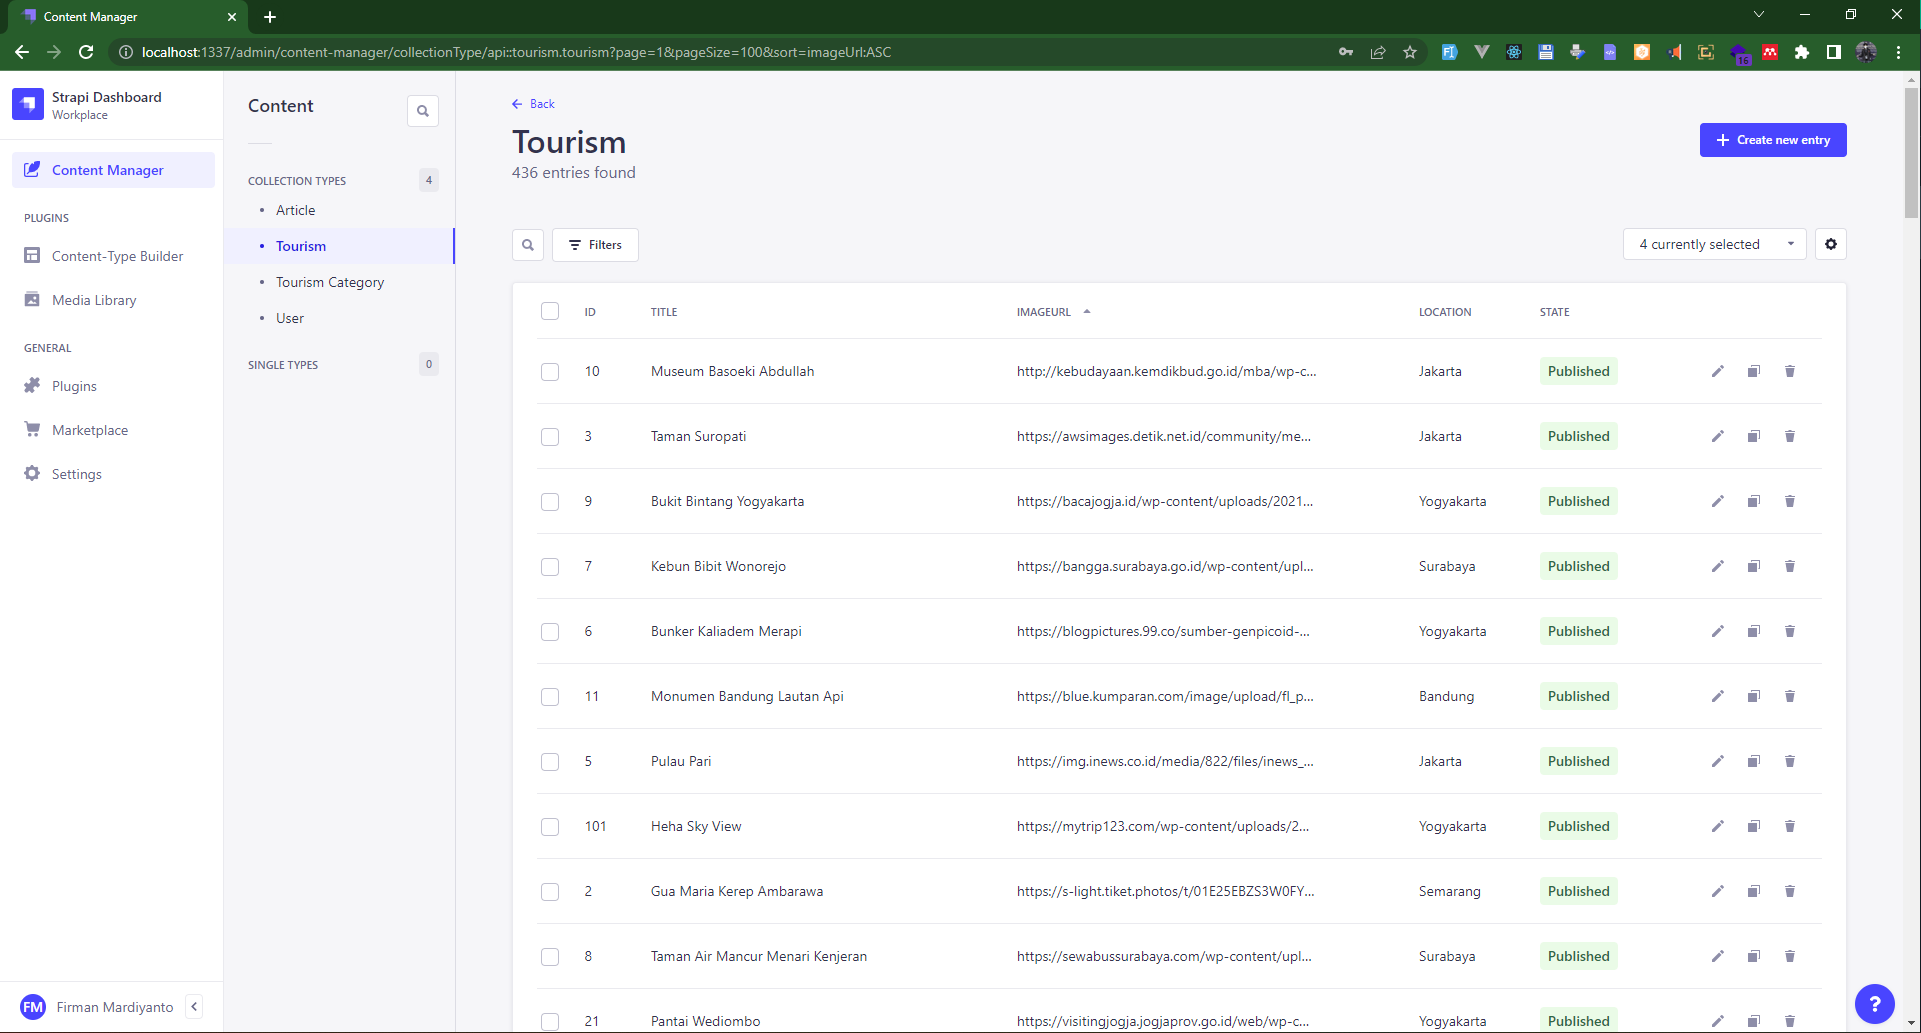 Content Manager
localhost:1337/admin/content-manager/collectionType/api::tourism.tourism?page=1&pageSize=100&sort=imageUrl:ASC
16
Strapi Dashboard
Workplace
Content Manager
PLUGINS
Content-Type Builder
Media Library
GENERAL
Plugins
Marketplace
Settings
FM Firman Mardiyanto
Content
COLLECTION TYPES 4
Article
Tourism
Tourism Category
User
SINGLE TYPES 0
Back
Tourism
436 entries found
Create new entry
Filters
4 currently selected
ID TITLE IMAGEURL LOCATION STATE
10 Museum Basoeki Abdullah http://kebudayaan.kemdikbud.go.id/mba/wp-c... Jakarta Published
3 Taman Suropati https://awsimages.detik.net.id/community/me... Jakarta Published
9 Bukit Bintang Yogyakarta https://bacajogja.id/wp-content/uploads/2021... Yogyakarta Published
7 Kebun Bibit Wonorejo https://bangga.surabaya.go.id/wp-content/upl... Surabaya Published
6 Bunker Kaliadem Merapi https://blogpictures.99.co/sumber-genpicoid-... Yogyakarta Published
11 Monumen Bandung Lautan Api https://blue.kumparan.com/image/upload/fl_p... Bandung Published
5 Pulau Pari https://img.inews.co.id/media/822/files/inews_... Jakarta Published
101 Heha Sky View https://mytrip123.com/wp-content/uploads/2... Yogyakarta Published
2 Gua Maria Kerep Ambarawa https://s-light.tiket.photos/t/01E25EBZS3W0FY... Semarang Published
8 Taman Air Mancur Menari Kenjeran https://sewabussurabaya.com/wp-content/upl... Surabaya Published
21 Pantai Wediombo https://visitingjogja.jogjaprov.go.id/web/wp-c... Yogyakarta Published
?